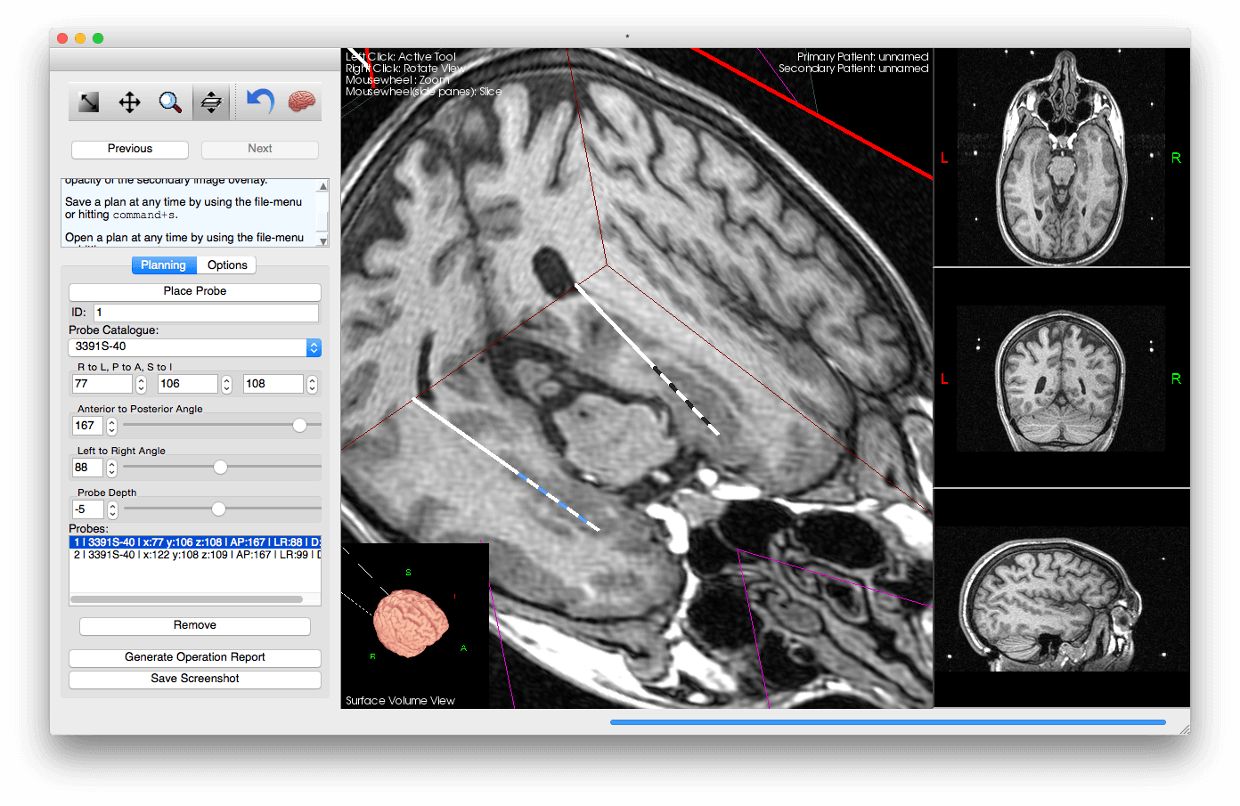 *
Previous
Next
opacity of the secondary image overlay.
Save a plan at any time by using the file-menu
or hitting command+s.
Open a plan at any time by using the file-menu
Planning
Options
Place Probe
ID: 1
Probe Catalogue:
3391S-40
R to L, P to A, S to I
77 106 108
Anterior to Posterior Angle
167
Left to Right Angle
88
Probe Depth
-5
Probes:
1 | 3391S-40 | x:77 y:106 z:108 | AP:167 | LR:88 | D:
2 | 3391S-40 | x:122 y:108 z:109 | AP:167 | LR:99 | D
Remove
Generate Operation Report
Save Screenshot
Left Click: Active Tool
Right Click: Rotate View
Mousewheel : Zoom
Mousewheel(side panes): Slice
Primary Patient: unnamed
Secondary Patient: unnamed
S
I
A
R
Surface Volume View
L
R
L
R